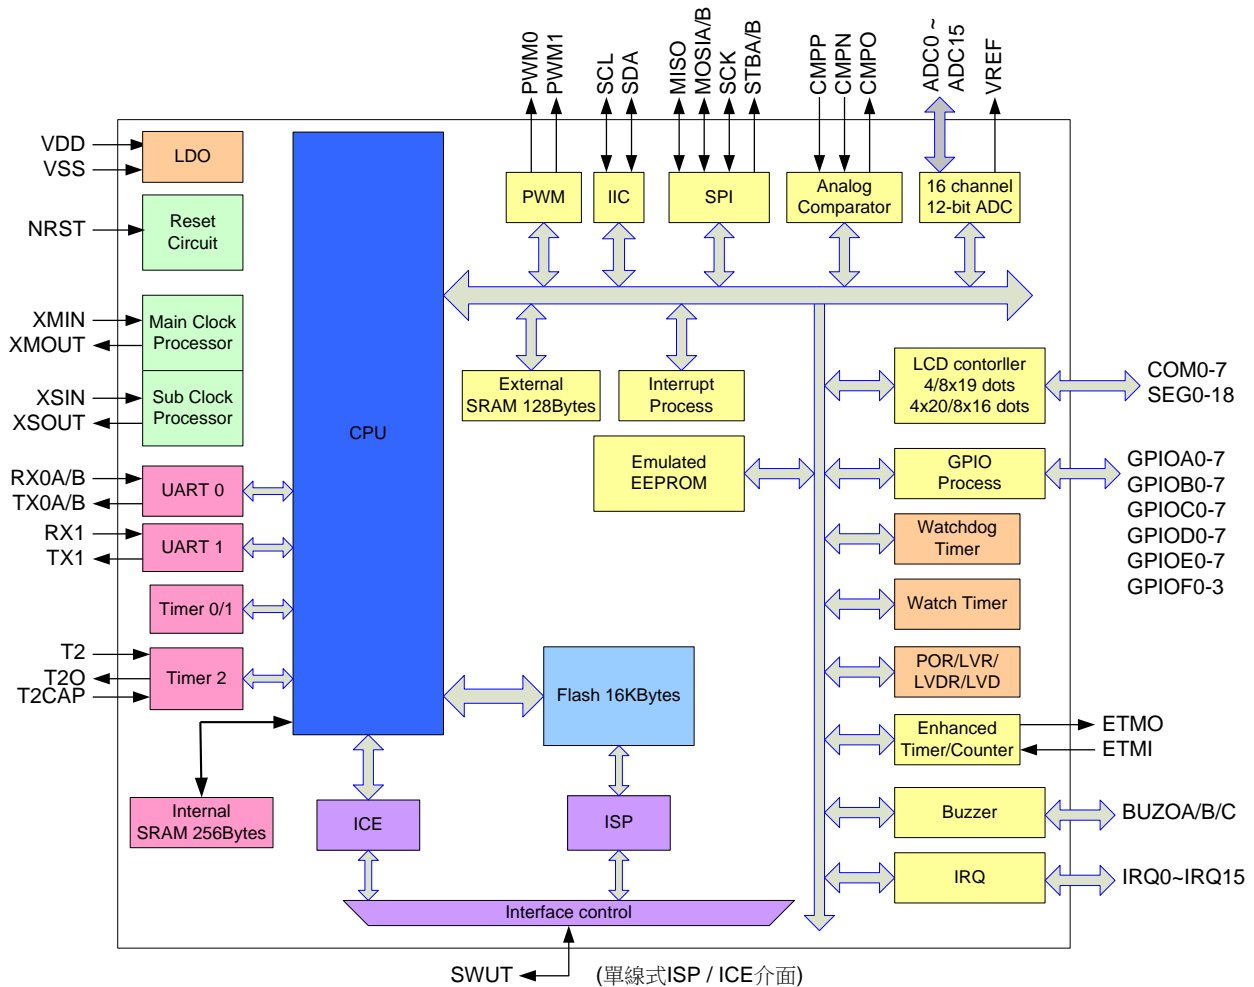 PWM0
PWM1
SCL
SDA
MISO
MOSIA/B
SCK
STBA/B
CMPP
CMPN
CMPO
ADC0 ~
ADC15
VREF
VDD
VSS
LDO
NRST
Reset
Circuit
XMIN
XMOUT
Main Clock
Processor
XSIN
XSOUT
Sub Clock
Processor
RX0A/B
TX0A/B
UART 0
RX1
TX1
UART 1
Timer 0/1
T2
T2O
T2CAP
Timer 2
Internal
SRAM 256Bytes
CPU
PWM
IIC
SPI
Analog
Comparator
16 channel
12-bit ADC
External
SRAM 128Bytes
Interrupt
Process
Emulated
EEPROM
Flash 16KBytes
ICE
ISP
Interface control
LCD contorller
4/8x19 dots
4x20/8x16 dots
COM0-7
SEG0-18
GPIO
Process
GPIOA0-7
GPIOB0-7
GPIOC0-7
GPIOD0-7
GPIOE0-7
GPIOF0-3
Watchdog
Timer
Watch Timer
POR/LVR/
LVDR/LVD
Enhanced
Timer/Counter
ETMO
ETMI
Buzzer
BUZOA/B/C
IRQ
IRQ0~IRQ15
SWUT
(單線式ISP / ICE介面)